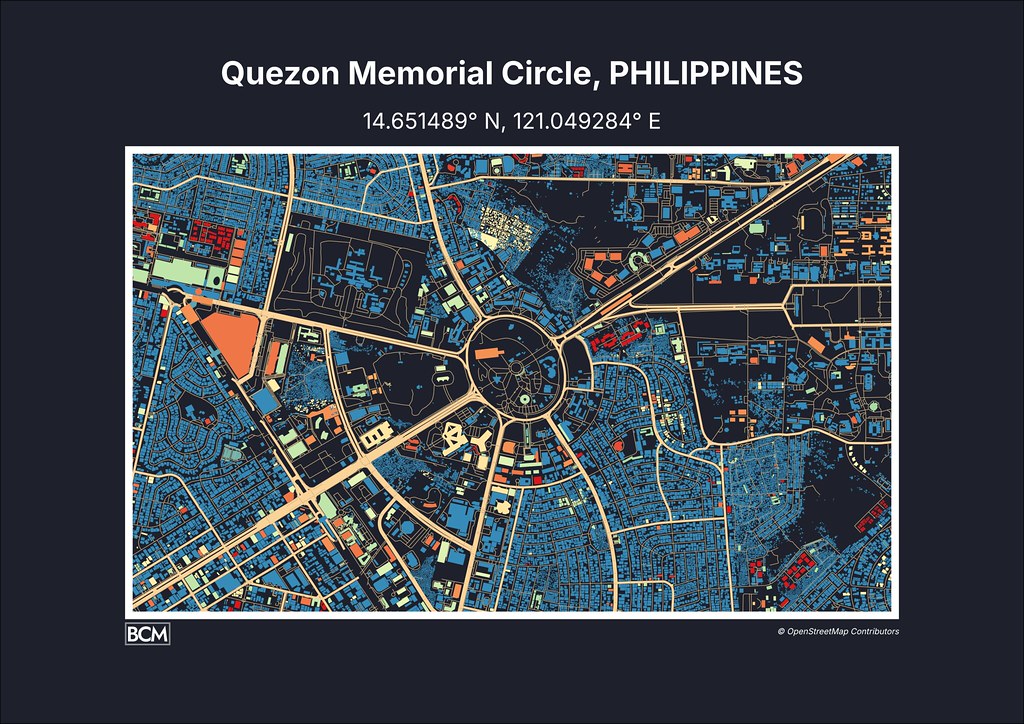 Quezon Memorial Circle, PHILIPPINES
14.651489° N, 121.049284° E
BCM
© OpenStreetMap Contributors